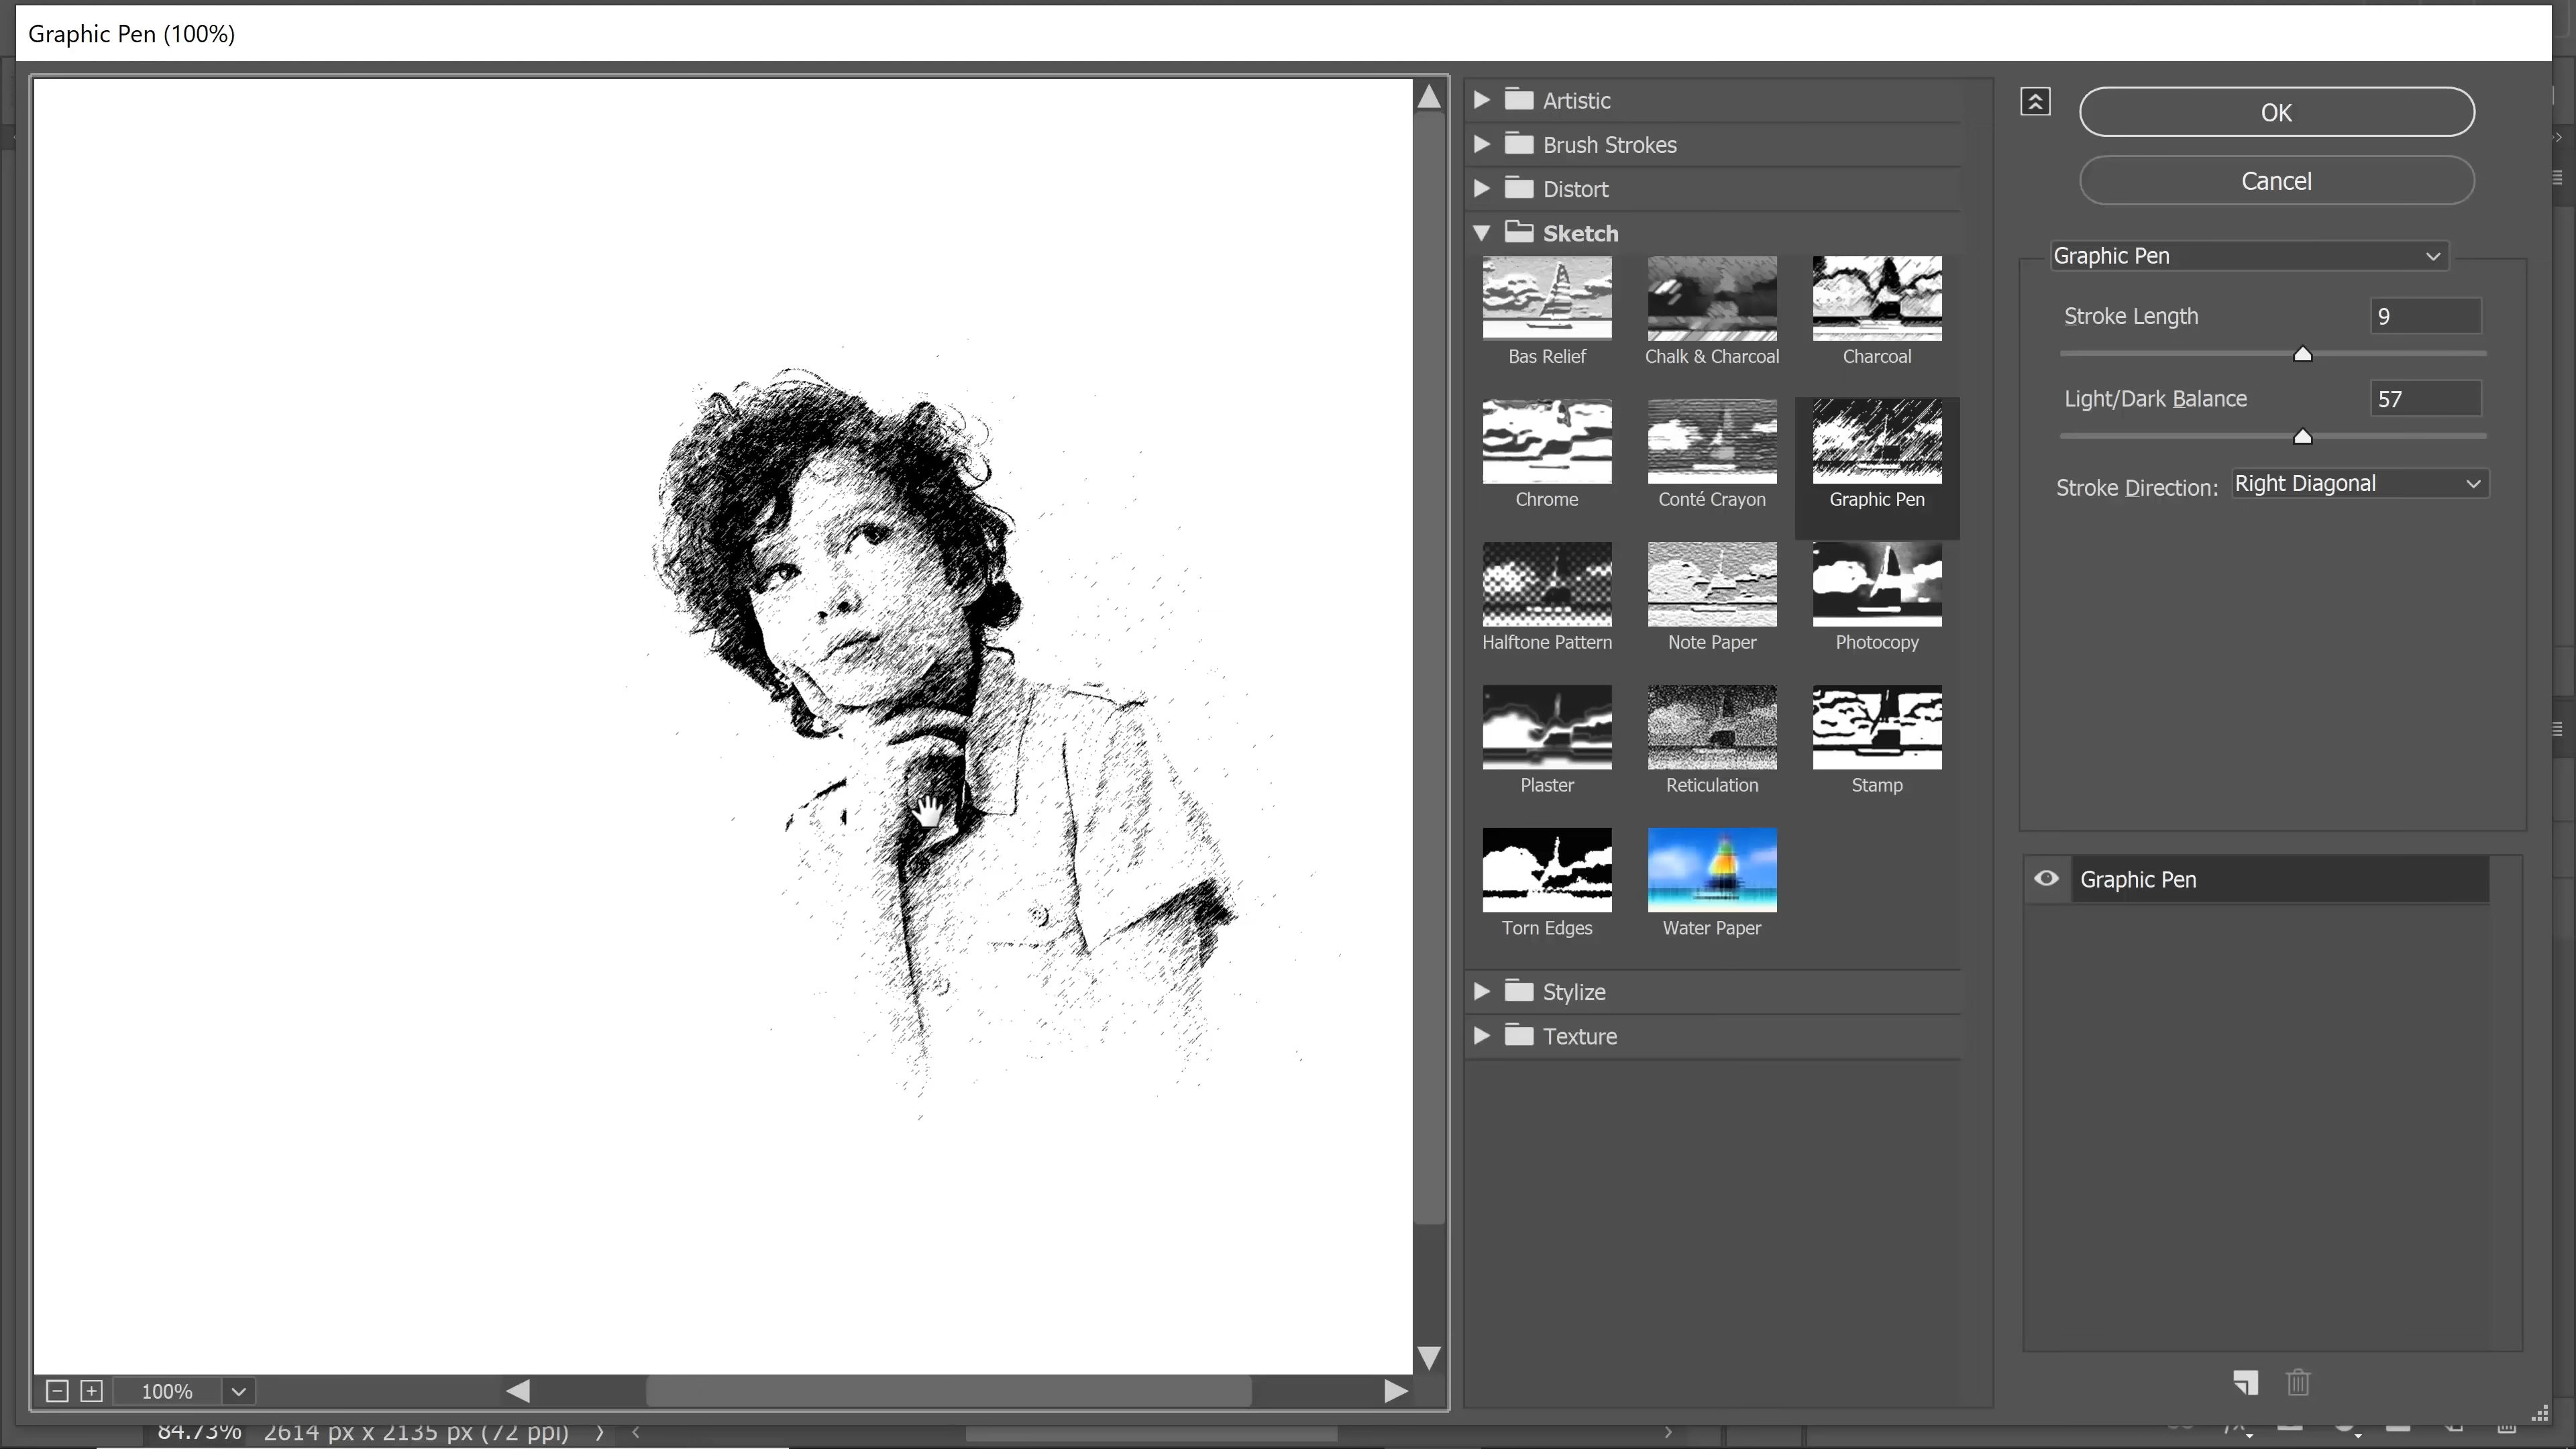 Graphic Pen (100%)
Artistic
Brush Strokes
Distort
Sketch
Bas Relief
Chalk & Charcoal
Charcoal
Chrome
Conté Crayon
Graphic Pen
Halftone Pattern
Note Paper
Photocopy
Plaster
Reticulation
Stamp
Torn Edges
Water Paper
Stylize
Texture
OK
Cancel
Graphic Pen
Stroke Length 9
Light/Dark Balance 57
Stroke Direction: Right Diagonal
Graphic Pen
100%
84.73% 2614 px x 2135 px (72 ppi)